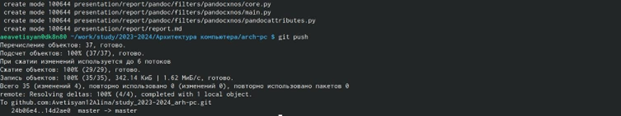 create mode 100644 presentation/report/pandoc/filters/pandocxnos/core.py
create mode 100644 presentation/report/pandoc/filters/pandocxnos/main.py
create mode 100644 presentation/report/pandoc/filters/pandocxnos/pandocattributes.py
create mode 100644 presentation/report/report.md
aeavetisyan@dk8n80 ~/work/study/2023-2024/Архитектура компьютера/arch-pc $ git push
Перечисление объектов: 37, готово.
Подсчет объектов: 100% (37/37), готово.
При сжатии изменений используется до 6 потоков
Сжатие объектов: 100% (29/29), готово.
Запись объектов: 100% (35/35), 342.14 КиБ | 1.62 МиБ/с, готово.
Всего 35 (изменений 4), повторно использовано 0 (изменений 0), повторно использовано пакетов 0
remote: Resolving deltas: 100% (4/4), completed with 1 local object.
To github.com:Avetisyan12Alina/study_2023-2024_arh-pc.git
24b06e4..14d2ae0 master -> master